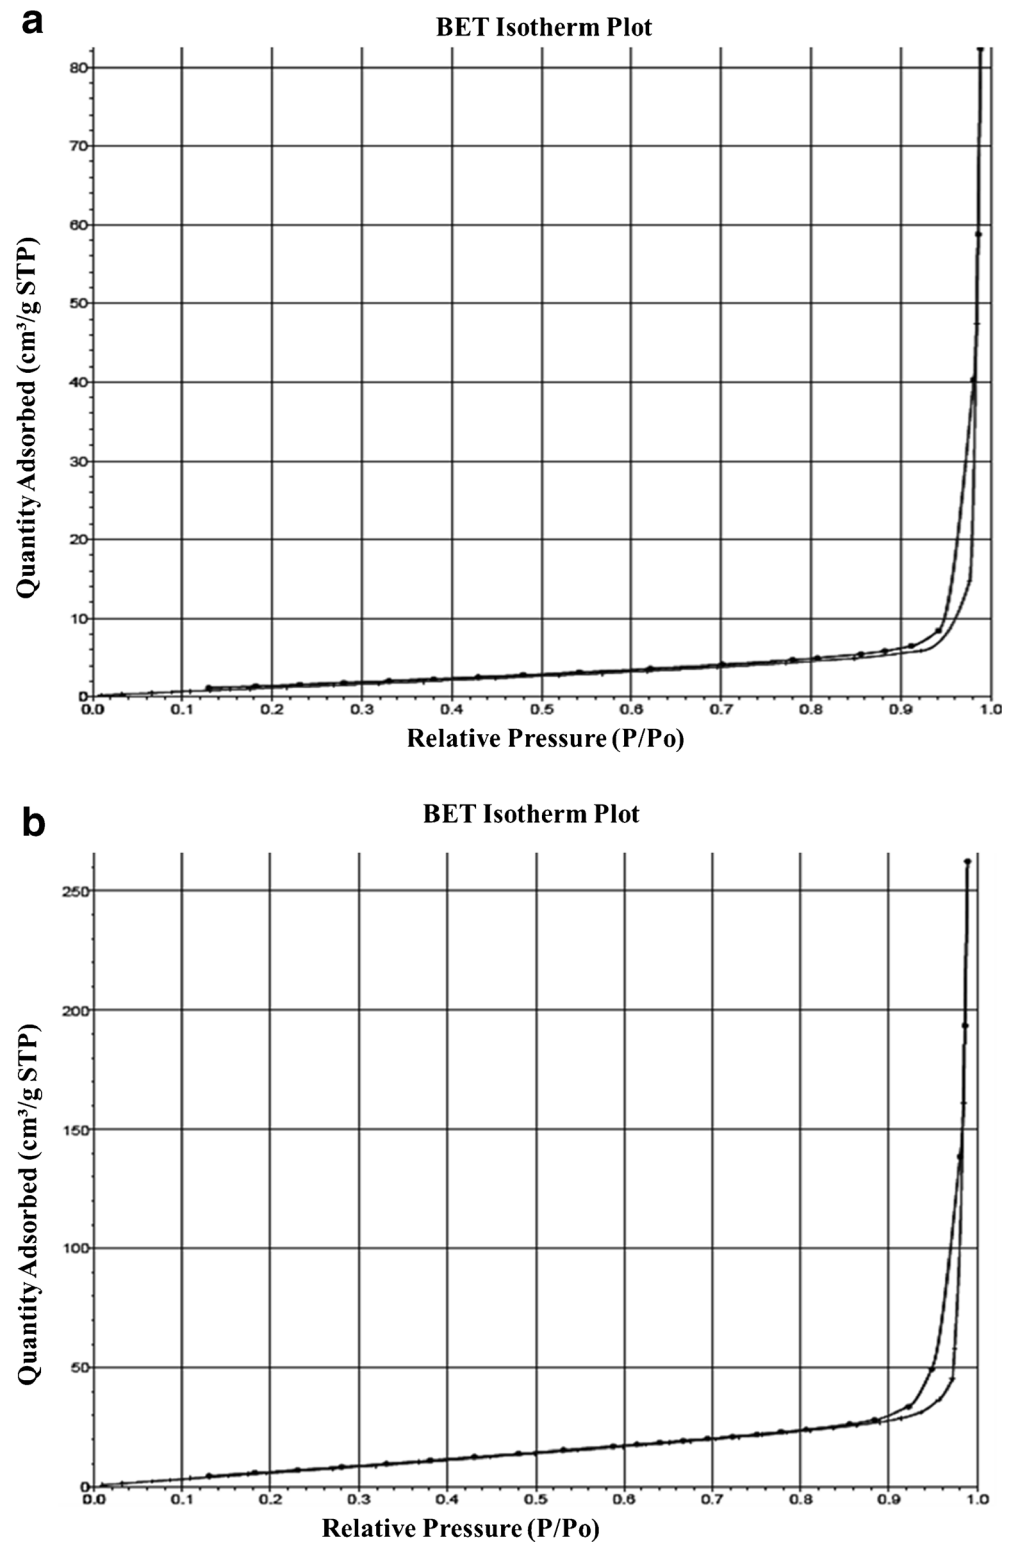 a
BET Isotherm Plot
80
70
60
50
40
30
20
10
0
Quantity Adsorbed (cm³/g STP)
0.0 0.1 0.2 0.3 0.4 0.5 0.6 0.7 0.8 0.9 1.0
Relative Pressure (P/Po)
b
BET Isotherm Plot
250
200
150
100
50
0
Quantity Adsorbed (cm³/g STP)
0.0 0.1 0.2 0.3 0.4 0.5 0.6 0.7 0.8 0.9 1.0
Relative Pressure (P/Po)